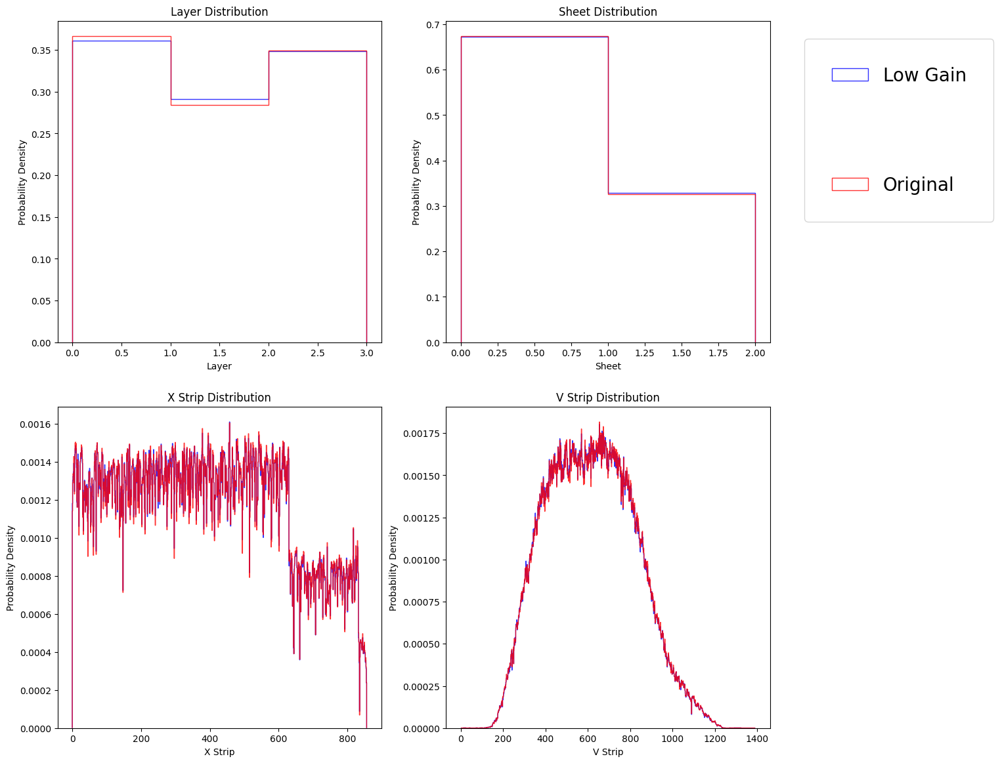 Layer Distribution
Probability Density
0.35
0.30
0.25
0.20
0.15
0.10
0.05
0.00
0.0 0.5 1.0 1.5 2.0 2.5 3.0
Layer
Sheet Distribution
Probability Density
0.7
0.6
0.5
0.4
0.3
0.2
0.1
0.0
0.00 0.25 0.50 0.75 1.00 1.25 1.50 1.75 2.00
Sheet
Low Gain
Original
X Strip Distribution
Probability Density
0.0016
0.0014
0.0012
0.0010
0.0008
0.0006
0.0004
0.0002
0.0000
0 200 400 600 800
X Strip
V Strip Distribution
Probability Density
0.00175
0.00150
0.00125
0.00100
0.00075
0.00050
0.00025
0.00000
0 200 400 600 800 1000 1200 1400
V Strip